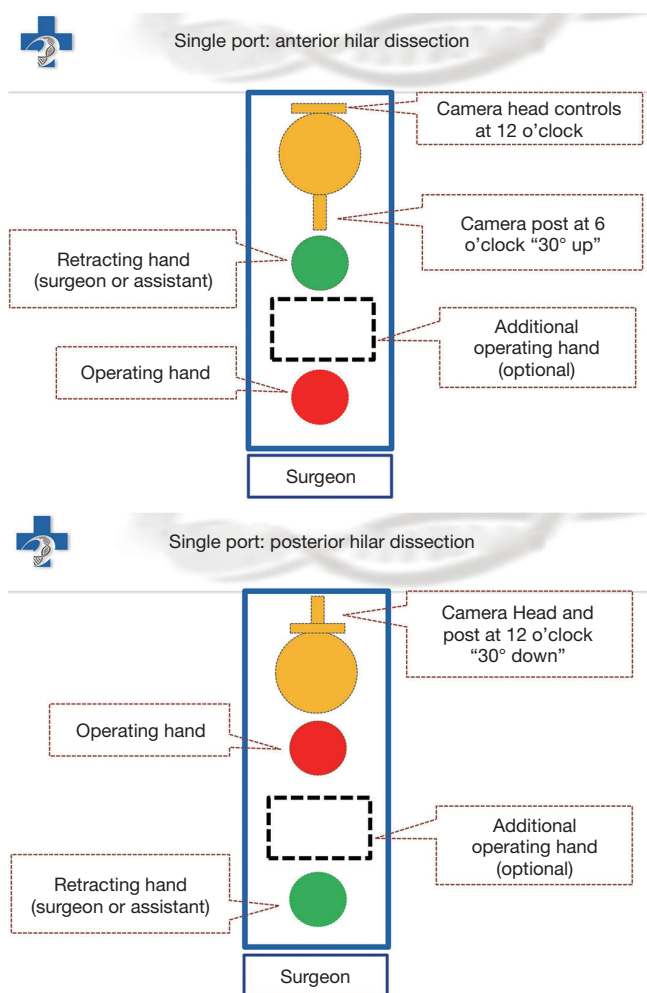 Single port: anterior hilar dissection
Camera head controls
at 12 o’clock
Camera post at 6
o’clock “30° up”
Retracting hand
(surgeon or assistant)
Additional
operating hand
(optional)
Operating hand
Surgeon
Single port: posterior hilar dissection
Camera Head and
post at 12 o’clock
“30° down”
Operating hand
Additional
operating hand
(optional)
Retracting hand
(surgeon or assistant)
Surgeon